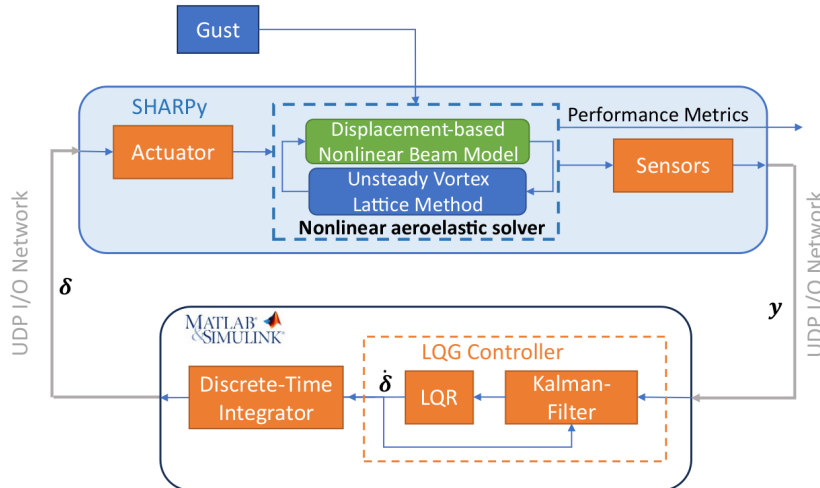 Gust
SHARPy
Performance Metrics
Displacement-based
Nonlinear Beam Model
Actuator
Sensors
Unsteady Vortex
Lattice Method
Nonlinear aeroelastic solver
UDP I/O Network
UDP I/O Network
δ
y
MATLAB®
&SIMULINK®
LQG Controller
δ̇
Discrete-Time
Integrator
LQR
Kalman-
Filter